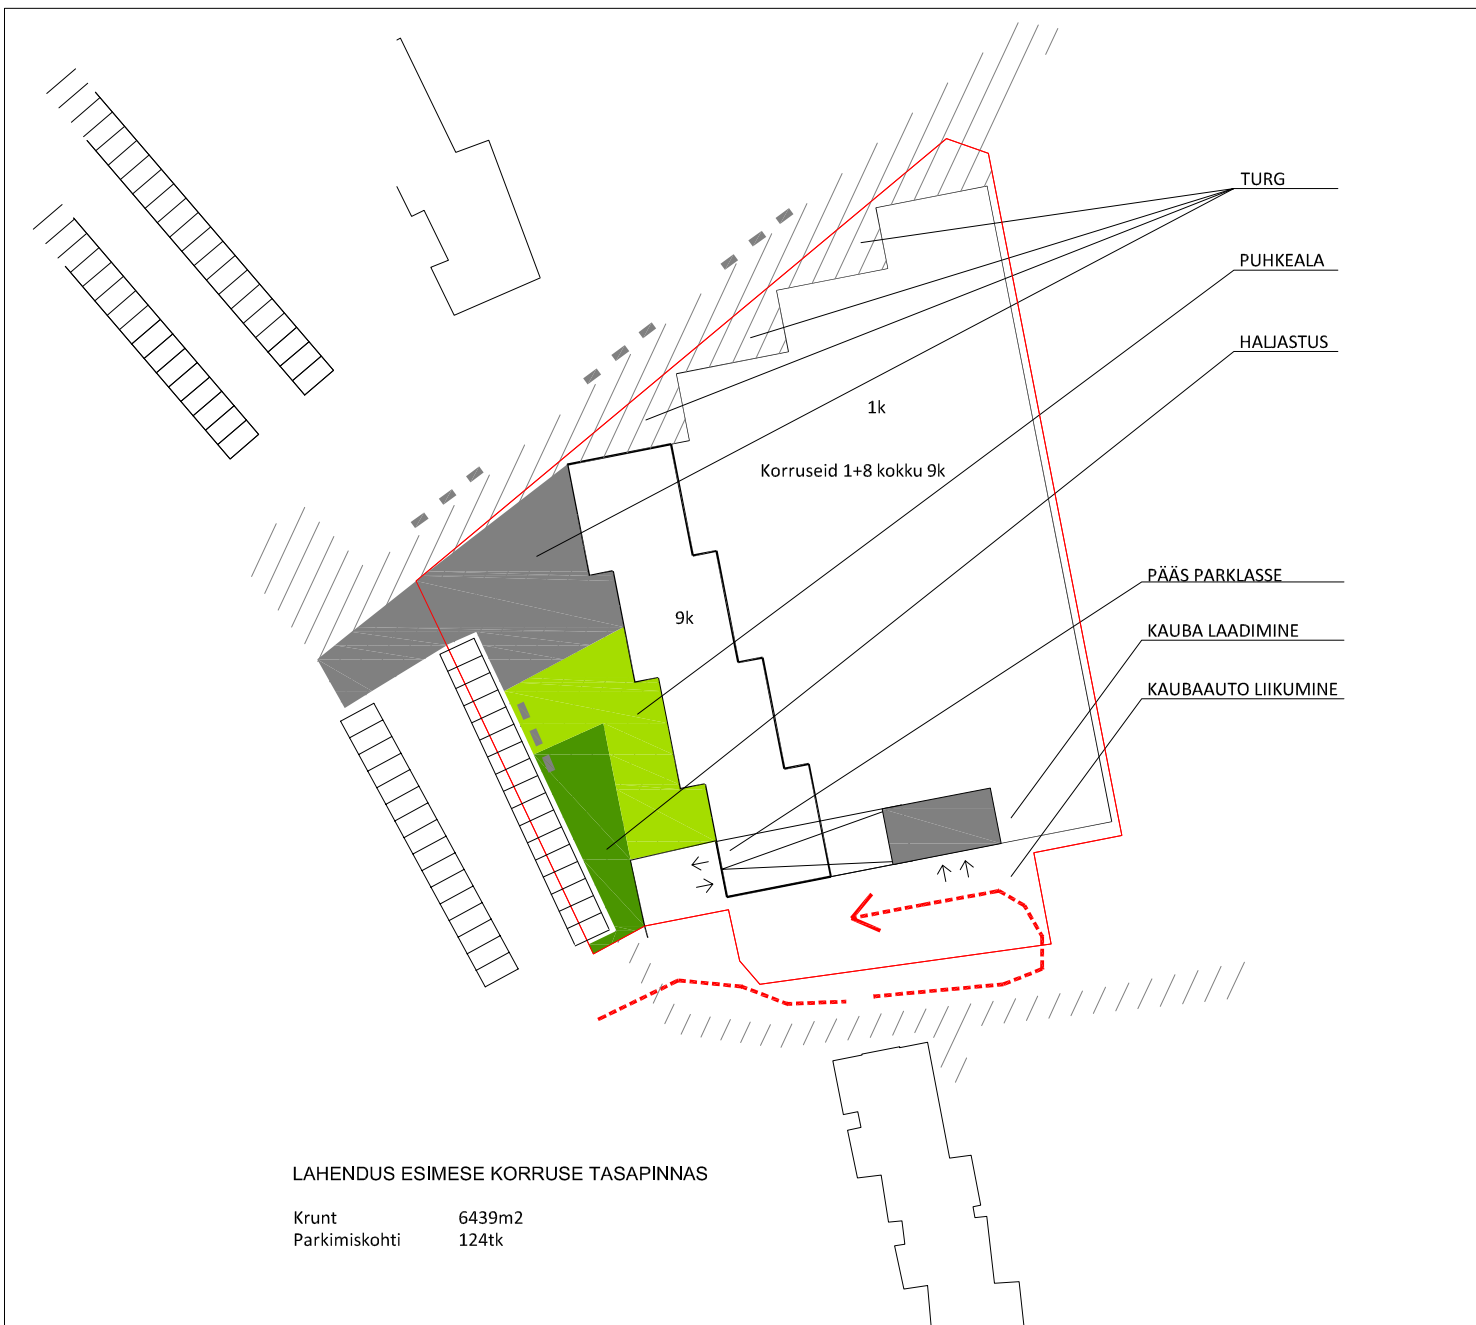 TURG
PUHKEALA
HALJASTUS
1k
Korruseid 1+8 kokku 9k
PÄÄS PARKLASSE
9k
KAUBA LAADIMINE
KAUBAAUTO LIIKUMINE
LAHENDUS ESIMESE KORRUSE TASAPINNAS
Krunt 6439m2
Parkimiskohti 124tk